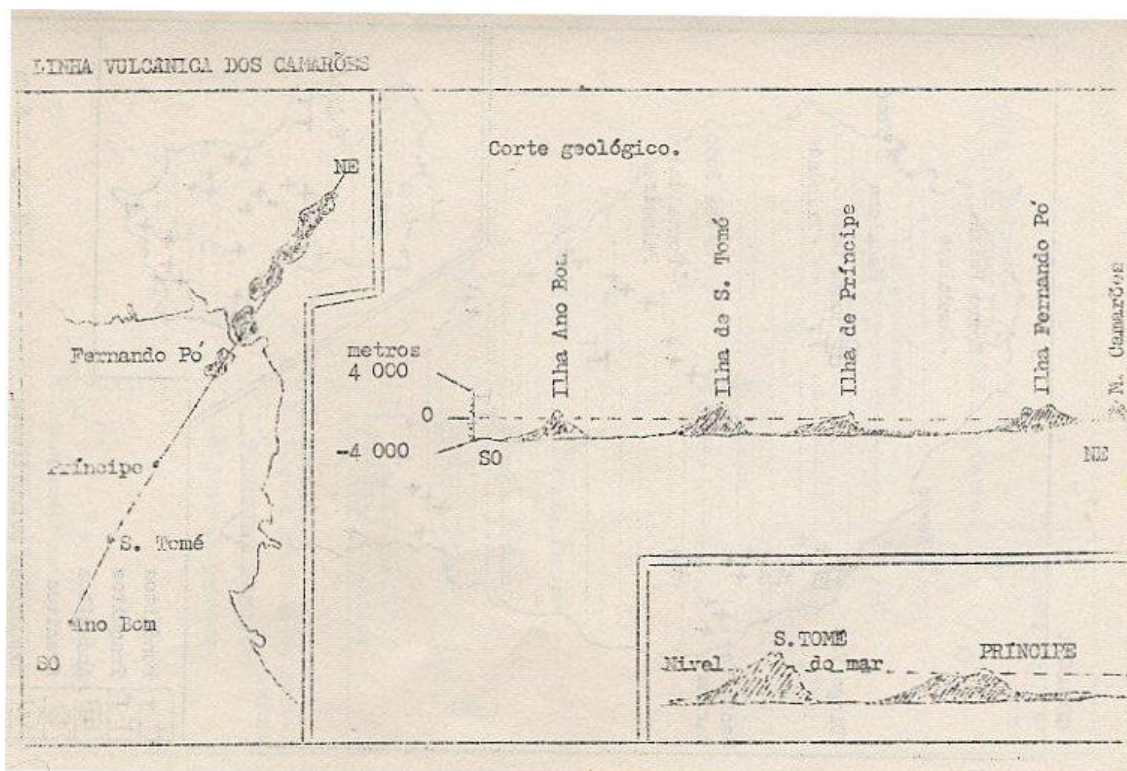 LINHA VULCÂNICA DOS CAMARÕES
NE
Fernando Pó
Príncipe
S. Tomé
Ano Bom
SO
Corte geológico.
metros
4 000
0
-4 000
SO
NE
Ilha Ano Bom
Ilha de S. Tomé
Ilha de Príncipe
Ilha Fernando Pó
M. Camarões
S.TOMÉ
PRÍNCIPE
Nivel do mar